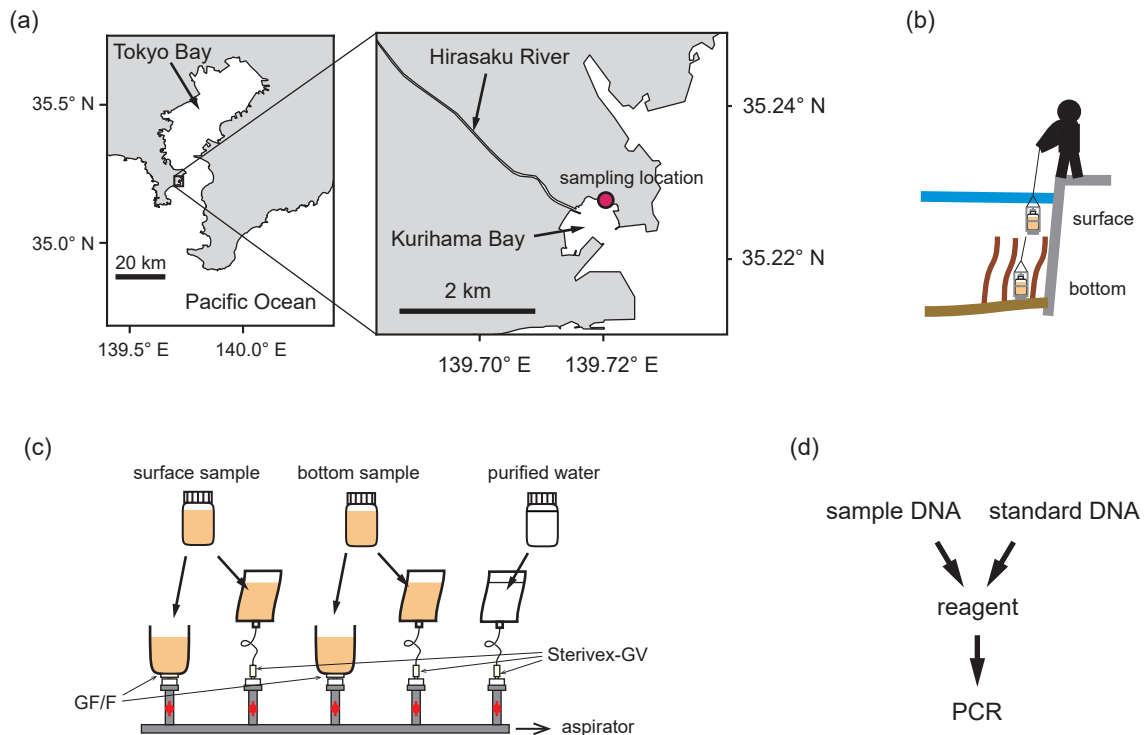 (a)
Tokyo Bay
35.5° N
35.0° N
20 km
Pacific Ocean
139.5° E
140.0° E
Hirasaku River
sampling location
Kurihama Bay
2 km
35.24° N
35.22° N
139.70° E
139.72° E
(b)
surface
bottom
(c)
surface sample
bottom sample
purified water
Sterivex-GV
GF/F
aspirator
(d)
sample DNA
standard DNA
reagent
PCR